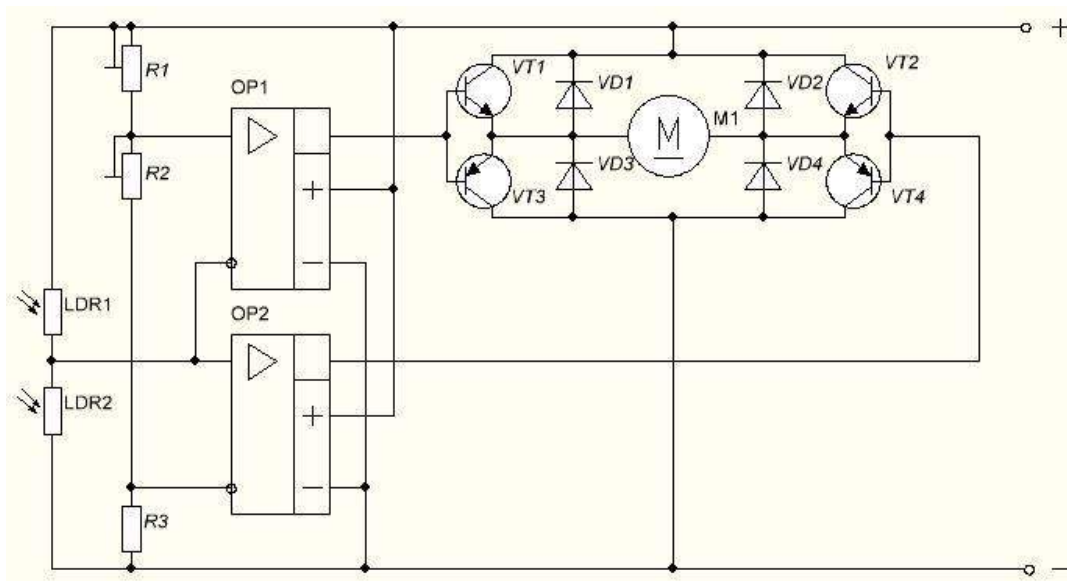 +
R1
OP1
VT1
VD1
VD2
VT2
M
M1
R2
+
VT3
VD3
VD4
VT4
−
LDR1
OP2
LDR2
+
−
R3
−